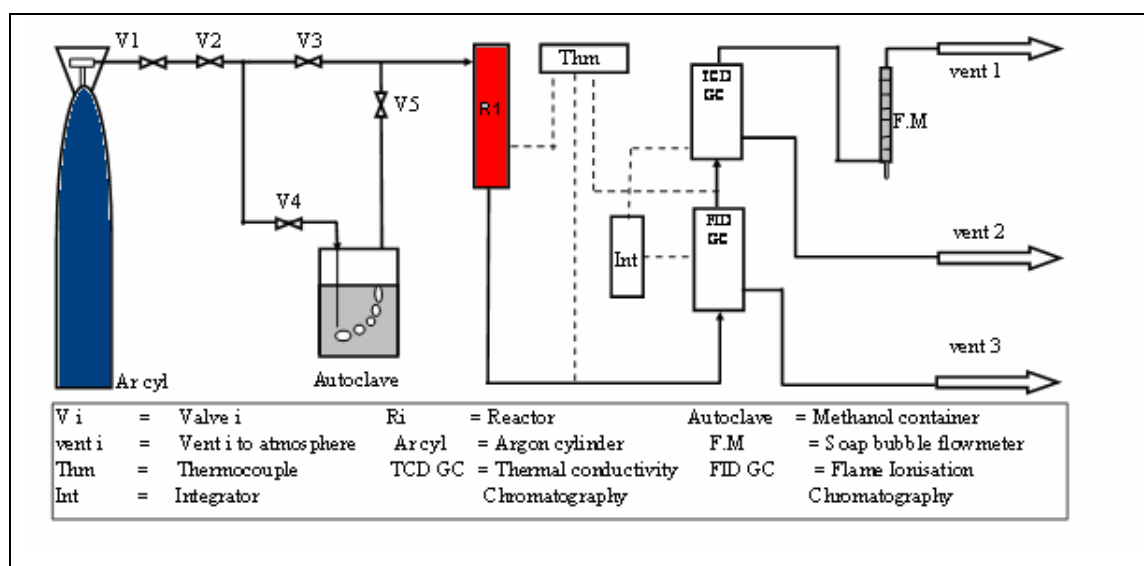 V1
V2
V3
Thm
TCD
GC
vent 1
R1
V5
F.M
V4
FID
GC
Int
vent 2
vent 3
Ar cyl
Autoclave
V i = Valve i Ri = Reactor Autoclave = Methanol container
vent i = Vent i to atmosphere Ar cyl = Argon cylinder F.M = Soap bubble flowmeter
Thm = Thermocouple TCD GC = Thermal conductivity FID GC = Flame Ionisation
Int = Integrator Chromatography Chromatography